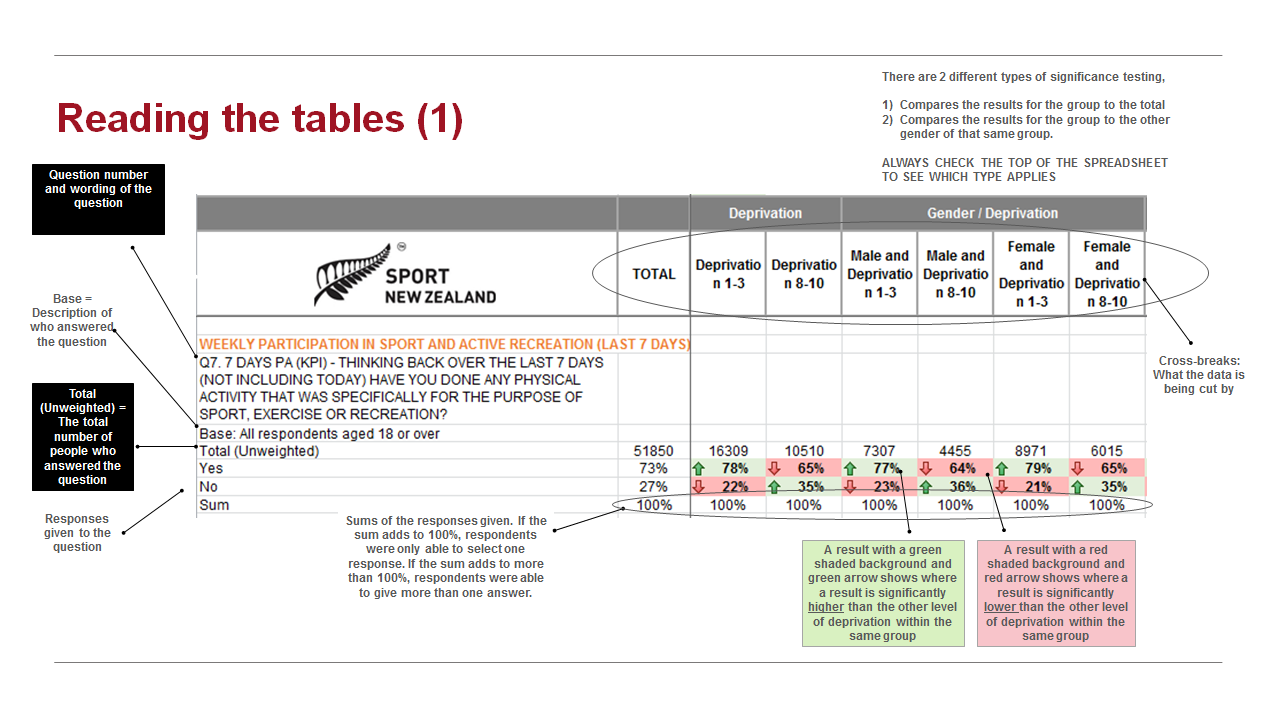 There are 2 different types of significance testing,
1) Compares the results for the group to the total
2) Compares the results for the group to the other
gender of that same group.
ALWAYS CHECK THE TOP OF THE SPREADSHEET
TO SEE WHICH TYPE APPLIES
Reading the tables (1)
Question number
and wording of the
question
Base =
Description of
who answered
the question
Total
(Unweighted) =
The total
number of
people who
answered the
question
Responses
given to the
question
Deprivation Gender / Deprivation
SPORT
NEW ZEALAND
TM
TOTAL
Deprivatio
n 1-3
Deprivatio
n 8-10
Male and
Deprivatio
n 1-3
Male and
Deprivatio
n 8-10
Female
and
Deprivatio
n 1-3
Female
and
Deprivatio
n 8-10
WEEKLY PARTICIPATION IN SPORT AND ACTIVE RECREATION (LAST 7 DAYS)
Q7. 7 DAYS PA (KPI) - THINKING BACK OVER THE LAST 7 DAYS
(NOT INCLUDING TODAY) HAVE YOU DONE ANY PHYSICAL
ACTIVITY THAT WAS SPECIFICALLY FOR THE PURPOSE OF
SPORT, EXERCISE OR RECREATION?
Base: All respondents aged 18 or over
Total (Unweighted) 51850 16309 10510 7307 4455 8971 6015
Yes 73% 78% 65% 77% 64% 79% 65%
No 27% 22% 35% 23% 36% 21% 35%
Sum 100% 100% 100% 100% 100% 100% 100%
Cross-breaks:
What the data is
being cut by
Sums of the responses given. If the
sum adds to 100%, respondents
were only able to select one
response. If the sum adds to more
than 100%, respondents were able
to give more than one answer.
A result with a green
shaded background and
green arrow shows where
a result is significantly
higher than the other level
of deprivation within the
same group
A result with a red
shaded background and
red arrow shows where a
result is significantly
lower than the other level
of deprivation within the
same group